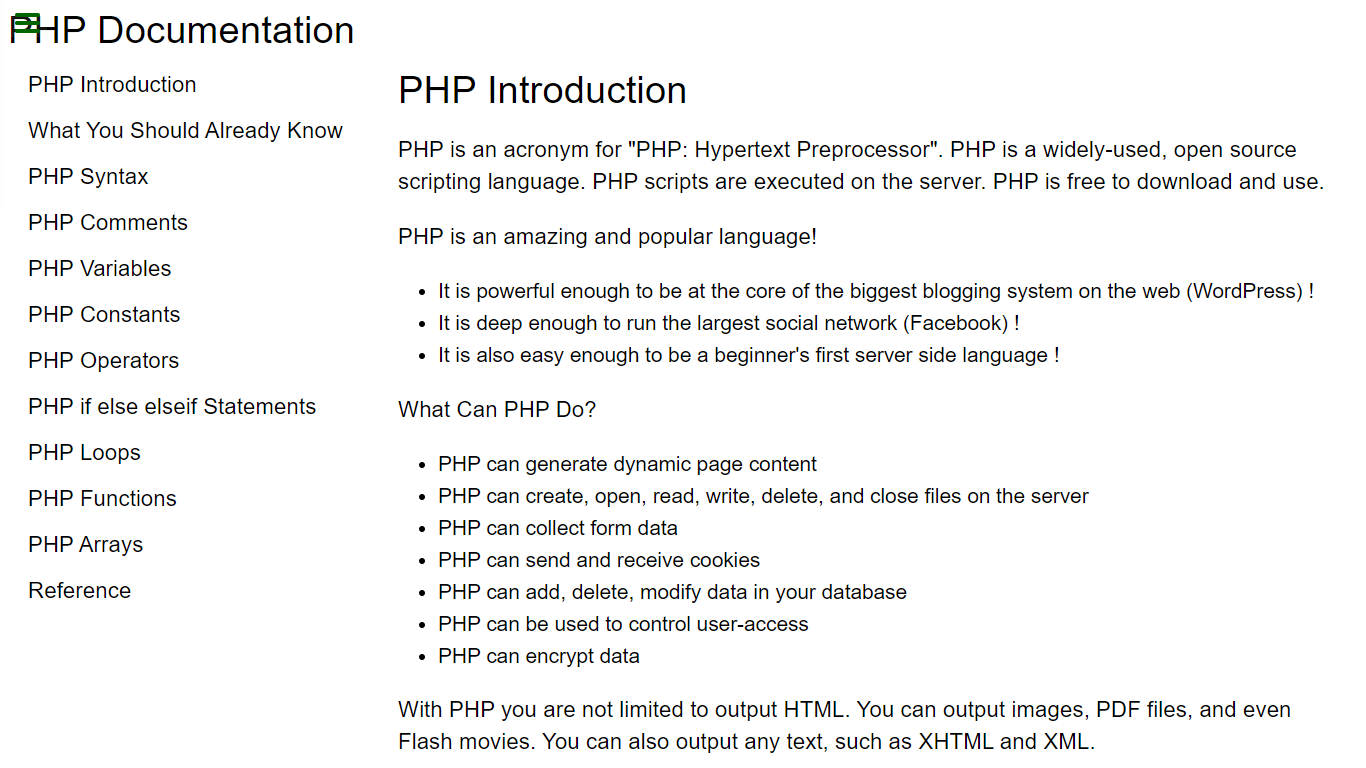 PHP Documentation
PHP Introduction
What You Should Already Know
PHP Syntax
PHP Comments
PHP Variables
PHP Constants
PHP Operators
PHP if else elseif Statements
PHP Loops
PHP Functions
PHP Arrays
Reference
PHP Introduction
PHP is an acronym for "PHP: Hypertext Preprocessor". PHP is a widely-used, open source
scripting language. PHP scripts are executed on the server. PHP is free to download and use.
PHP is an amazing and popular language!
It is powerful enough to be at the core of the biggest blogging system on the web (WordPress) !
It is deep enough to run the largest social network (Facebook) !
It is also easy enough to be a beginner's first server side language !
What Can PHP Do?
PHP can generate dynamic page content
PHP can create, open, read, write, delete, and close files on the server
PHP can collect form data
PHP can send and receive cookies
PHP can add, delete, modify data in your database
PHP can be used to control user-access
PHP can encrypt data
With PHP you are not limited to output HTML. You can output images, PDF files, and even
Flash movies. You can also output any text, such as XHTML and XML.